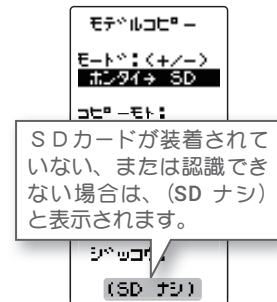 モデルコピー
モード:(+/-)
ホンタイ→ SD
コピーモト:
SDカードが装着されて
いない、または認識でき
ない場合は、(SD ナシ)
と表示されます。
ジッコウ:
(SD ナシ)